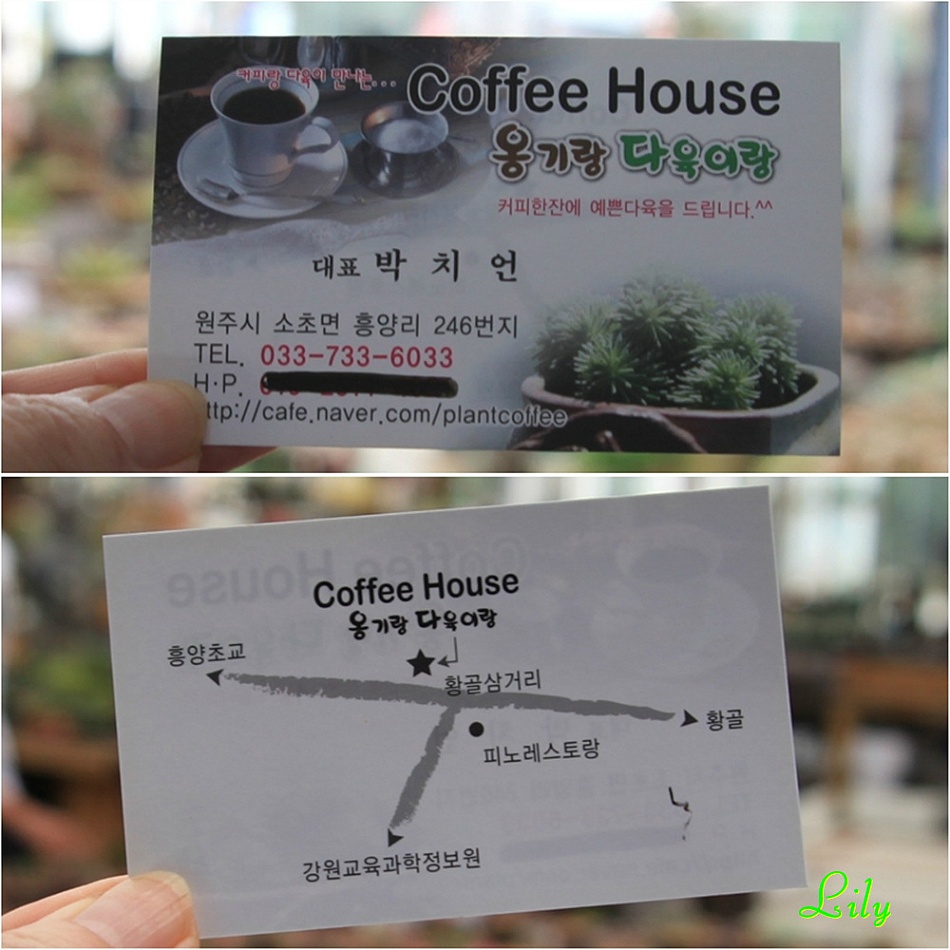 커피랑 다육이 만나는...
Coffee House
옹기랑 다육이랑
커피한잔에 예쁜다육을 드립니다.^^
대표 박 치 언
원주시 소초면 흥양리 246번지
TEL. 033-733-6033
H·P.
ttp://cafe.naver.com/plantcoffee
Coffee House
옹기랑 다육이랑
흥양초교
황골삼거리
황골
피노레스토랑
강원교육과학정보원
Lily